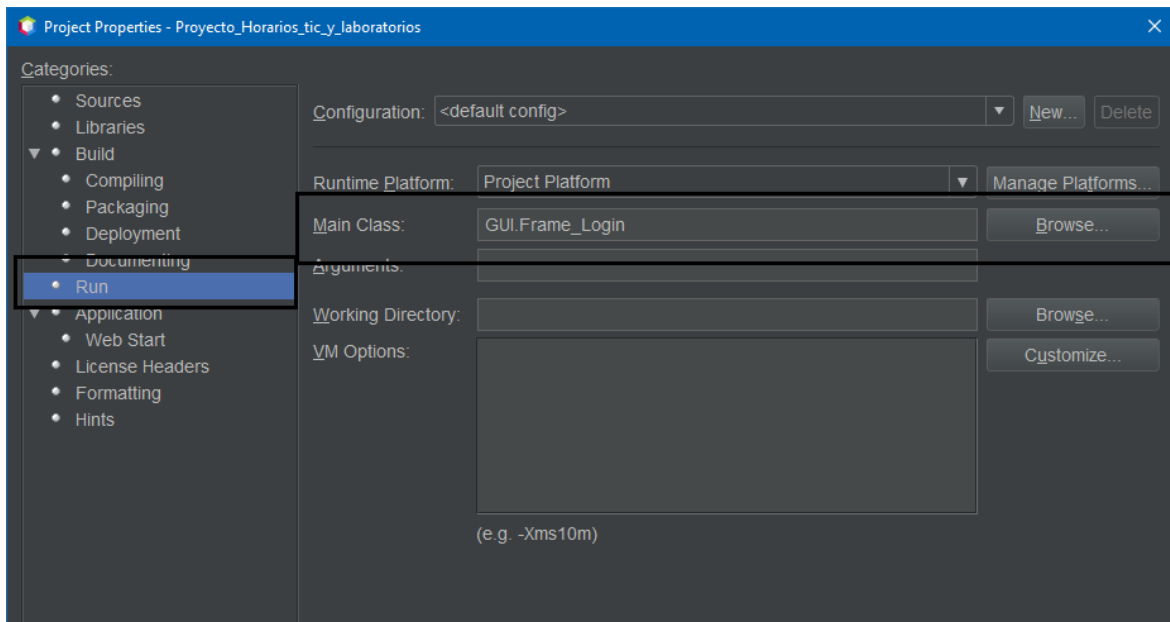 Project Properties - Proyecto_Horarios_tic_y_laboratorios
Categories:
Sources
Libraries
Build
Compiling
Packaging
Deployment
Documenting
Run
Application
Web Start
License Headers
Formatting
Hints
Configuration: <default config> New... Delete
Runtime Platform: Project Platform Manage Platforms...
Main Class: GUI.Frame_Login Browse...
Arguments:
Working Directory: Browse...
VM Options: Customize...
(e.g. -Xms10m)